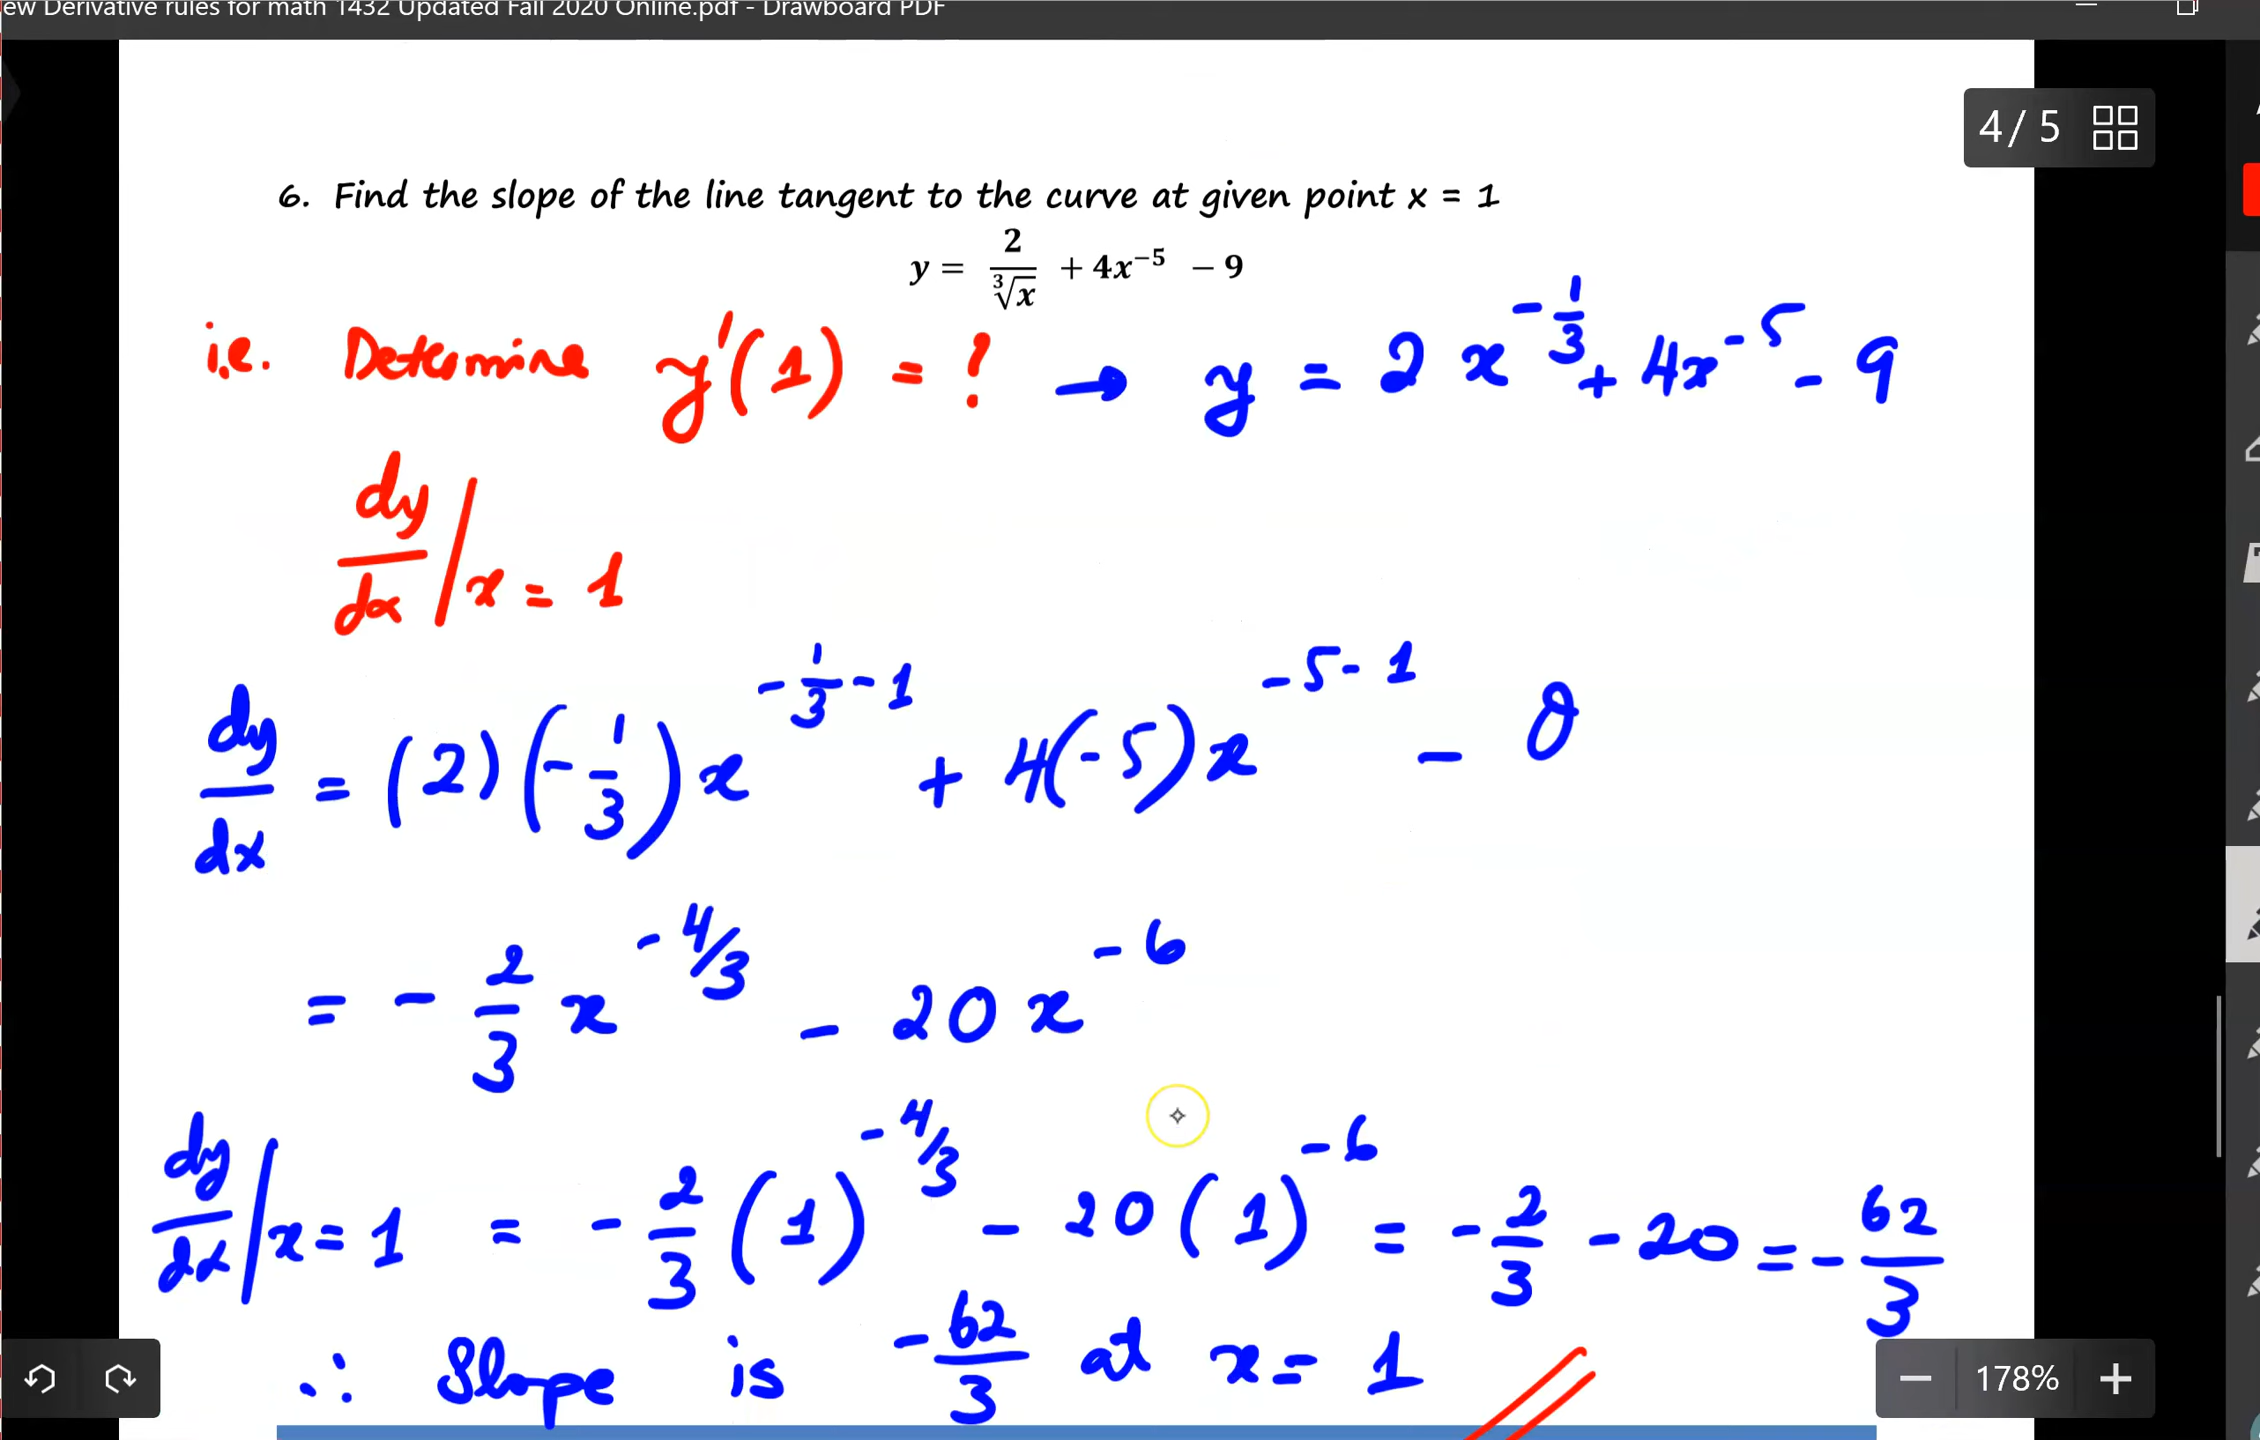 ew Derivative rules for math 1432 Updated Fall 2020 Online.pdf - Drawboard PDF
4 / 5
6. Find the slope of the line tangent to the curve at given point x = 1
y = 2/∛x + 4x⁻⁵ − 9
i.e. Determine y'(1) = ? → y = 2x^(-1/3) + 4x^(-5) - 9
dy/dx | x = 1
dy/dx = (2)(-1/3)x^(-1/3-1) + 4(-5)x^(-5-1) - 0
= -2/3 x^(-4/3) - 20x^(-6)
dy/dx | x = 1 = -2/3 (1)^(-4/3) - 20(1)^(-6) = -2/3 - 20 = -62/3
∴ Slope is -62/3 at x = 1
178%